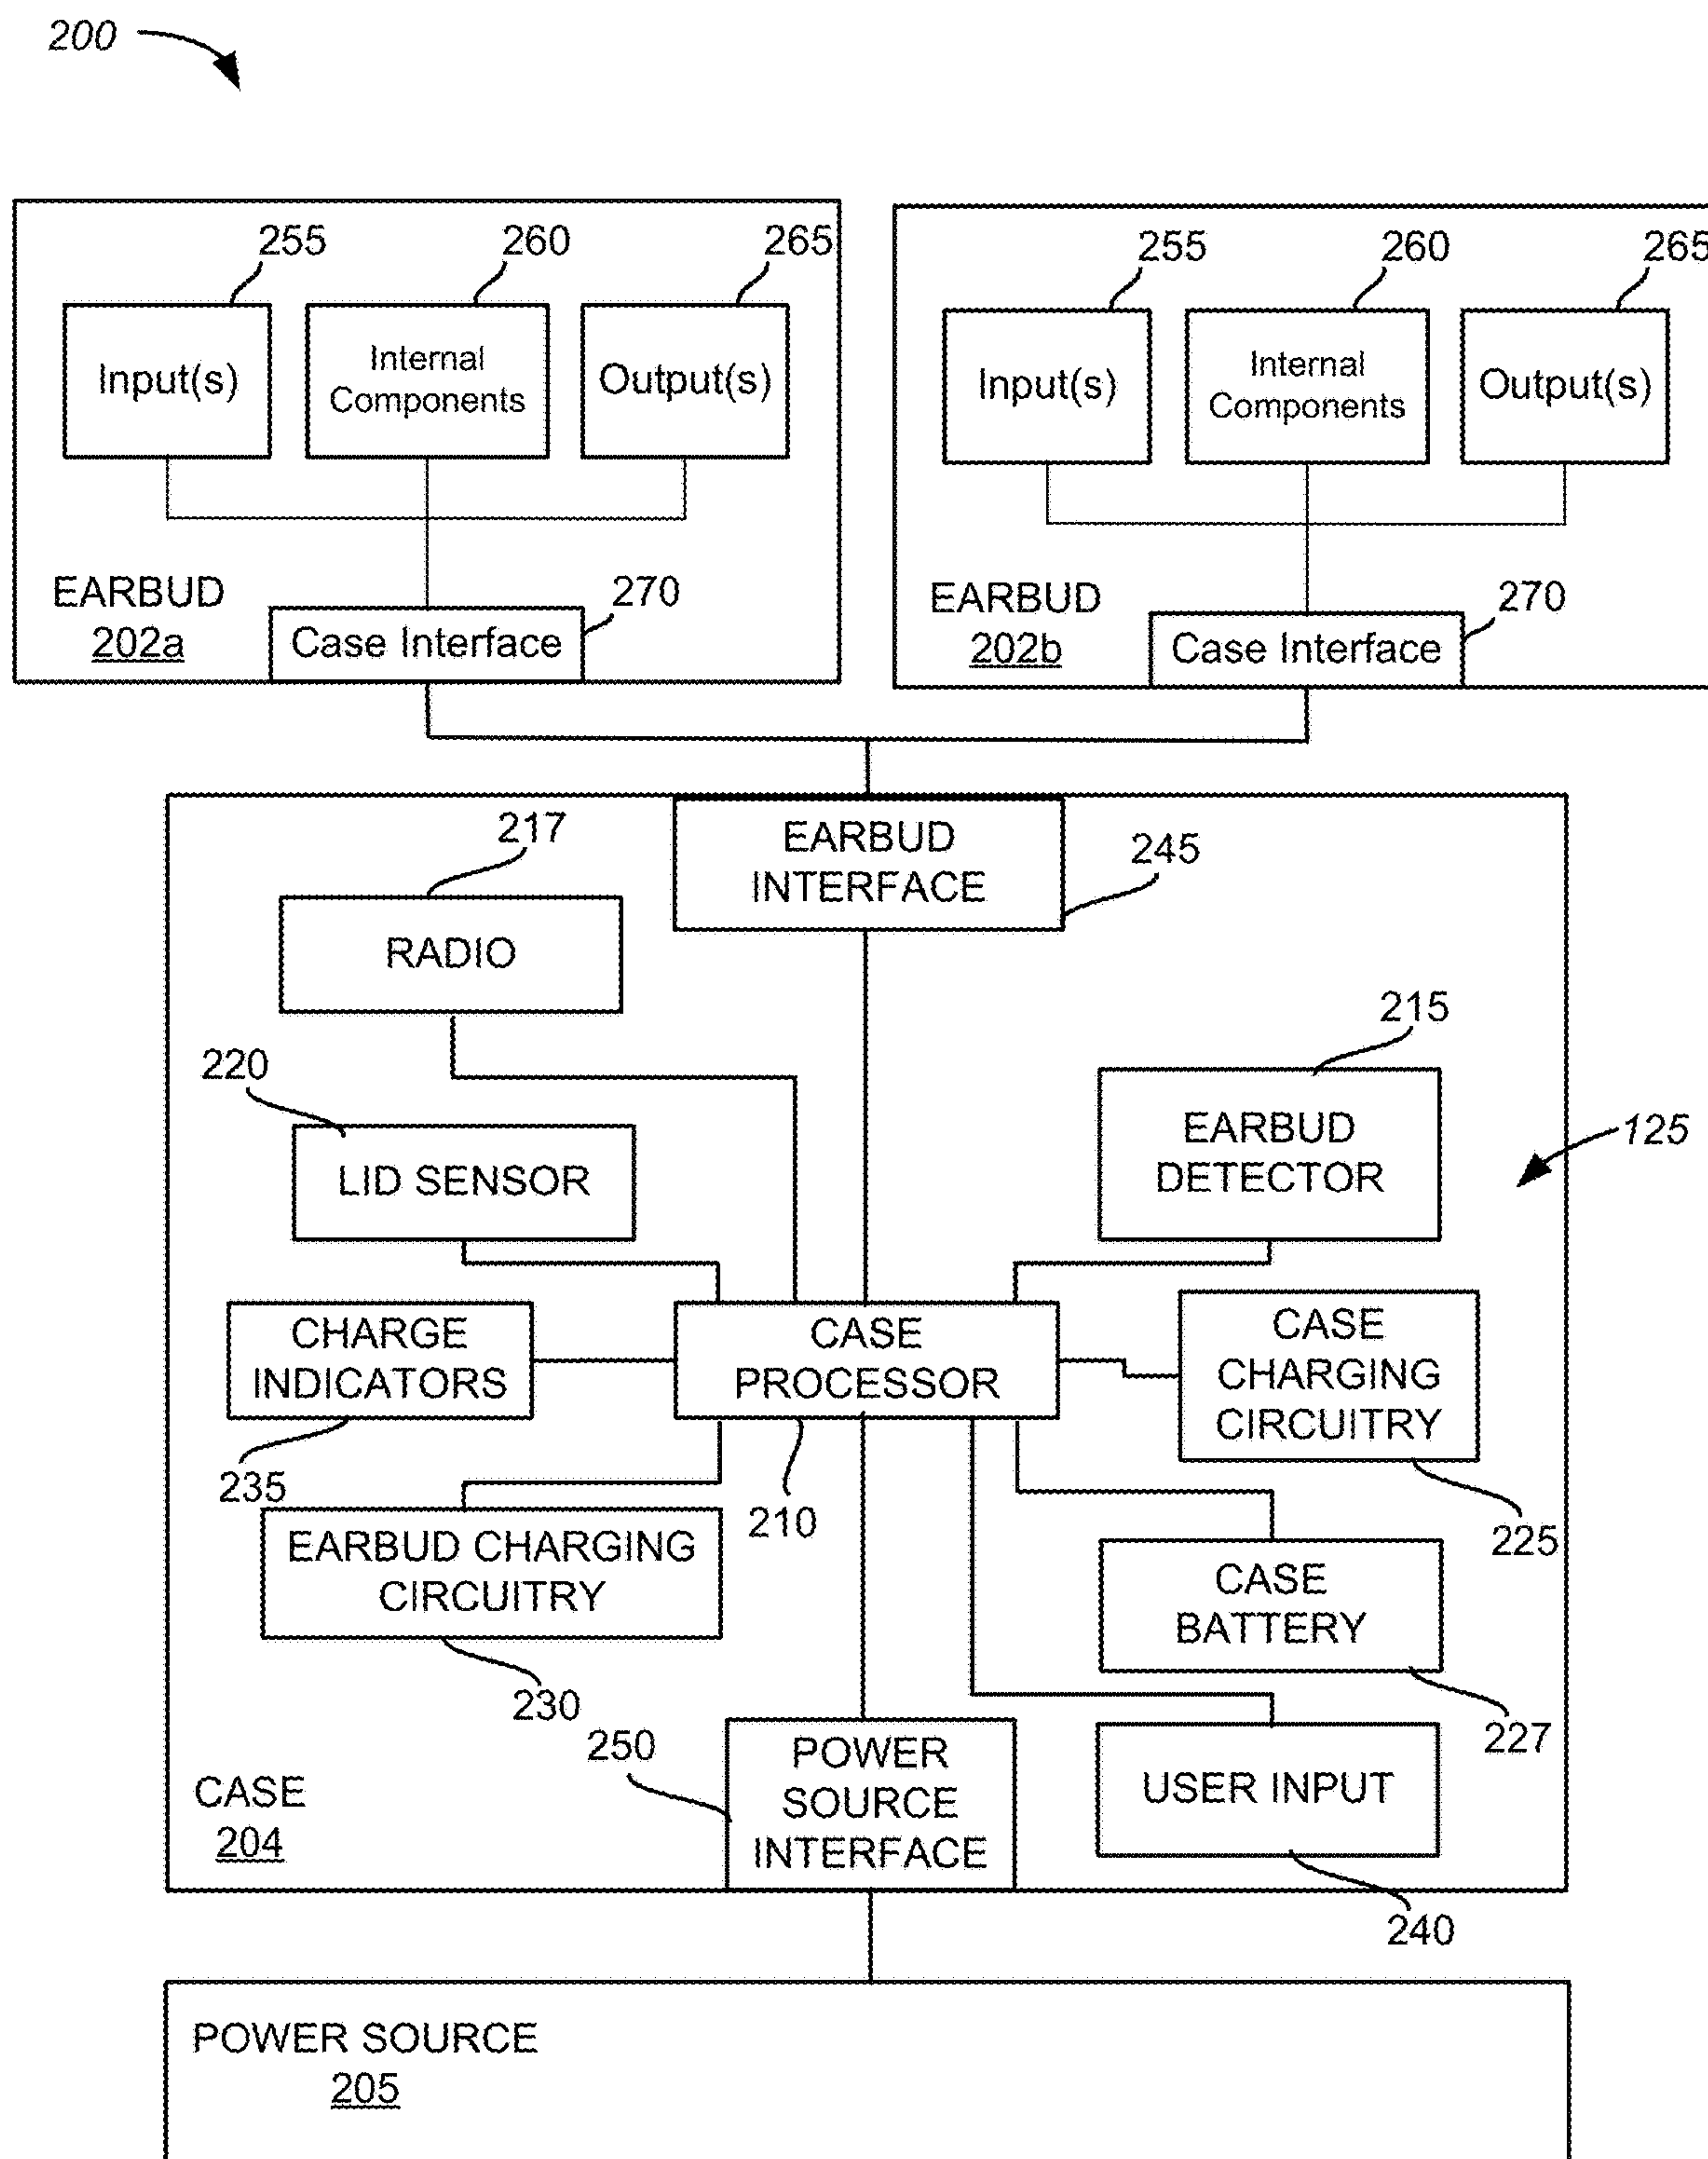 200
255
260
265
Input(s)
Internal
Components
Output(s)
EARBUD
202a
Case Interface
270
255
260
265
Input(s)
Internal
Components
Output(s)
EARBUD
202b
Case Interface
270
EARBUD
INTERFACE
245
217
RADIO
215
EARBUD
DETECTOR
125
220
LID SENSOR
CHARGE
INDICATORS
235
CASE
PROCESSOR
210
CASE
CHARGING
CIRCUITRY
225
EARBUD CHARGING
CIRCUITRY
230
CASE
BATTERY
227
250
POWER
SOURCE
INTERFACE
USER INPUT
240
CASE
204
POWER SOURCE
205